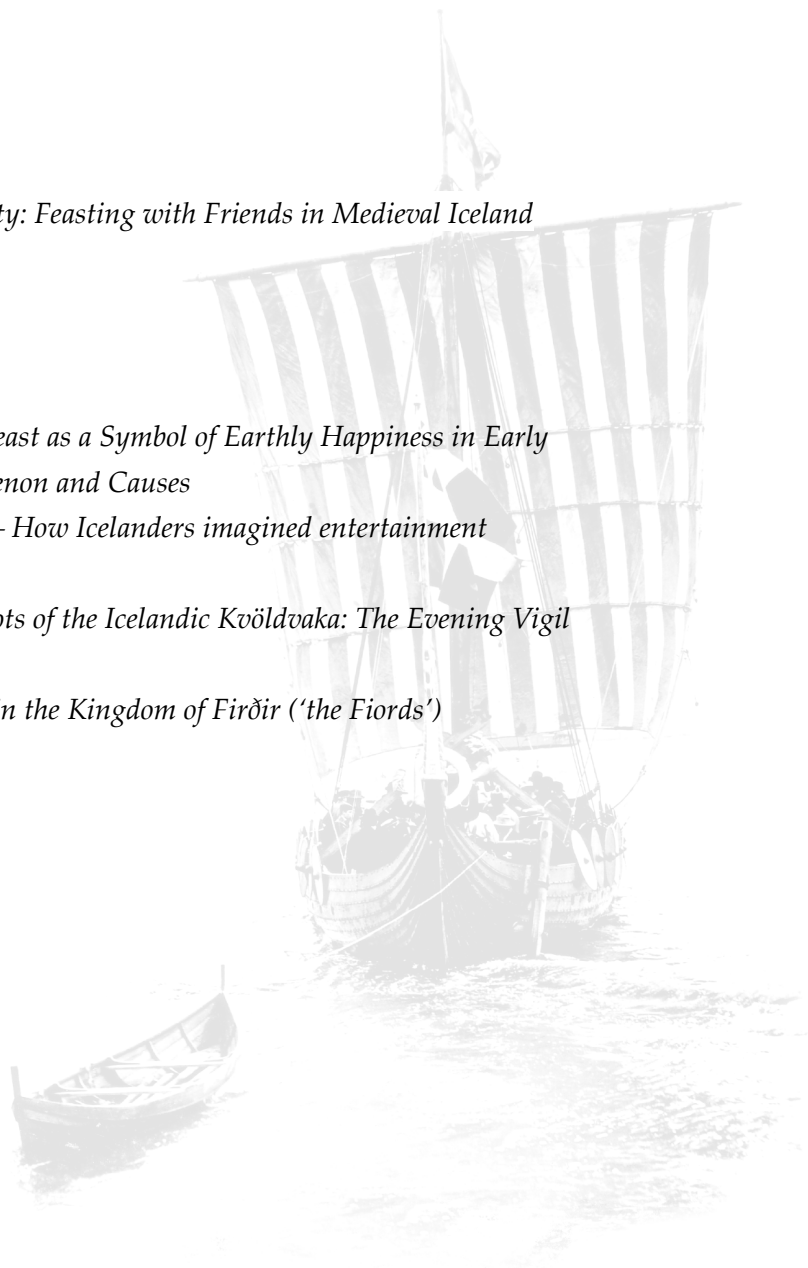 ty: Feasting with Friends in Medieval Iceland
east as a Symbol of Earthly Happiness in Early
enon and Causes
– How Icelanders imagined entertainment
ots of the Icelandic Kvöldvaka: The Evening Vigil
in the Kingdom of Firðir (‘the Fiords’)